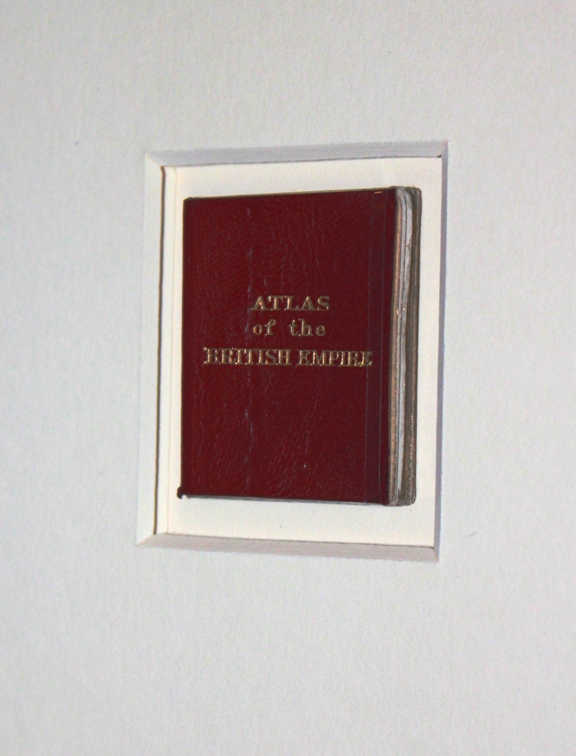 ATLAS
of the
BRITISH EMPIRE